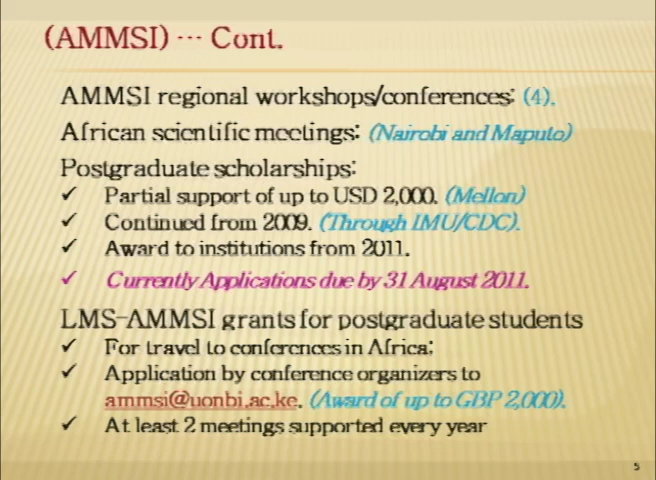 (AMMSI) ... Cont.
AMMSI regional workshops/conferences: (4).
African scientific meetings: (Nairobi and Maputo)
Postgraduate scholarships:
✓ Partial support of up to USD 2,000. (Mellon)
✓ Continued from 2009. (Through IMU/CDC).
✓ Award to institutions from 2011.
✓ Currently Applications due by 31 August 2011.
LMS-AMMSI grants for postgraduate students
✓ For travel to conferences in Africa;
✓ Application by conference organizers to
ammsi@uonbi.ac.ke. (Award of up to GBP 2,000).
✓ At least 2 meetings supported every year
5